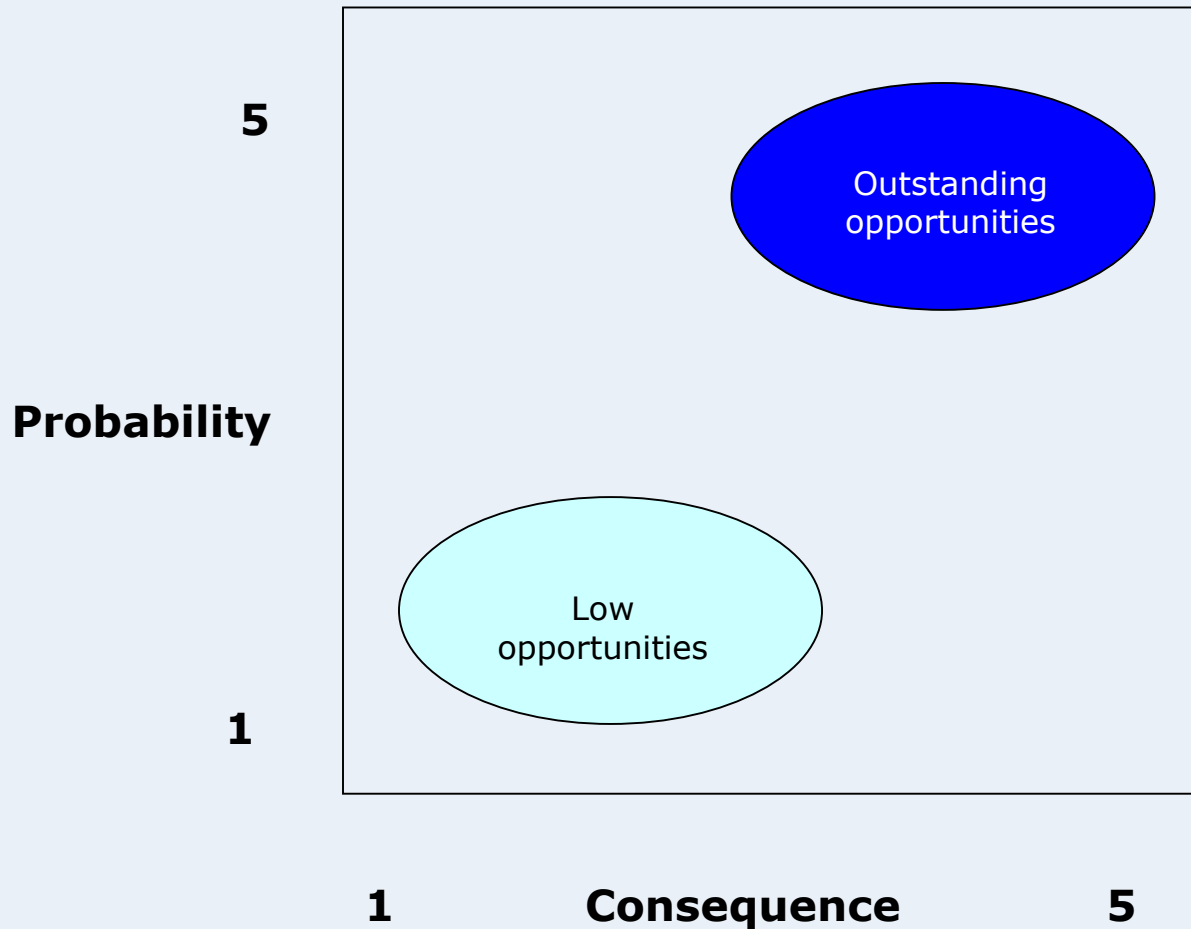 5
Outstanding
opportunities
Probability
Low
opportunities
1
1 Consequence 5